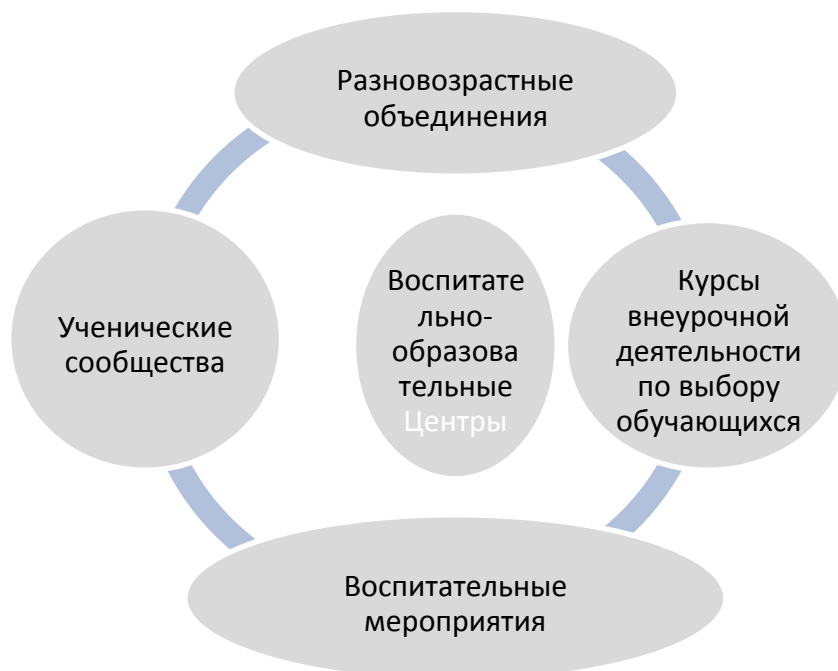 Разновозрастные
объединения
Ученические
сообщества
Воспитате
льно-
образова
тельные
Центры
Курсы
внеурочной
деятельности
по выбору
обучающихся
Воспитательные
мероприятия